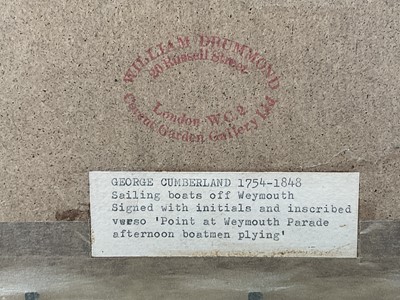 WILLIAM DRUMMOND
20 Russell Street
London W.C.2
Covent Garden Gallery Ltd
GEORGE CUMBERLAND 1754-1848
Sailing boats off Weymouth
Signed with initials and inscribed
verso 'Point at Weymouth Parade
afternoon boatmen plying'